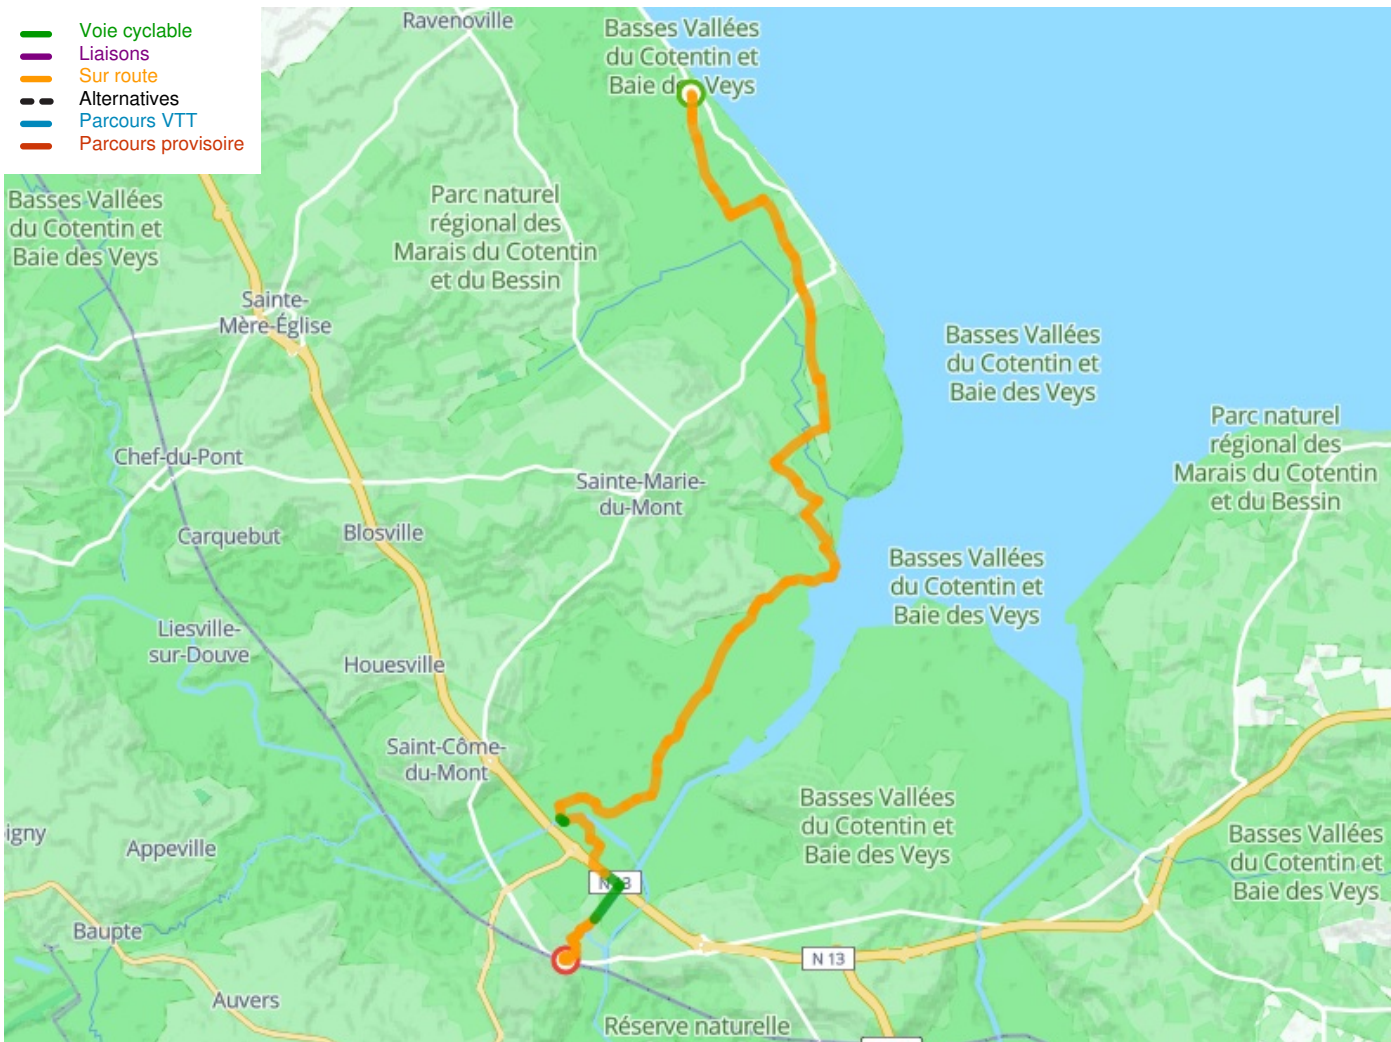 Voie cyclable
Liaisons
Sur route
Alternatives
Parcours VTT
Parcours provisoire
Ravenoville
Basses Vallées
du Cotentin et
Baie des Veys
Basses Vallées
du Cotentin et
Baie des Veys
Parc naturel
régional des
Marais du Cotentin
et du Bessin
Sainte-
Mère-Église
Basses Vallées
du Cotentin et
Baie des Veys
Parc naturel
régional des
Marais du Cotentin
et du Bessin
Chef-du-Pont
Sainte-Marie-
du-Mont
Carquebut
Blosville
Basses Vallées
du Cotentin et
Baie des Veys
Liesville-
sur-Douve
Houesville
Saint-Côme-
du-Mont
Basses Vallées
du Cotentin et
Baie des Veys
igny
Appeville
Basses Vallées
du Cotentin et
Baie des Veys
N 13
Baupte
N 13
Auvers
Réserve naturelle